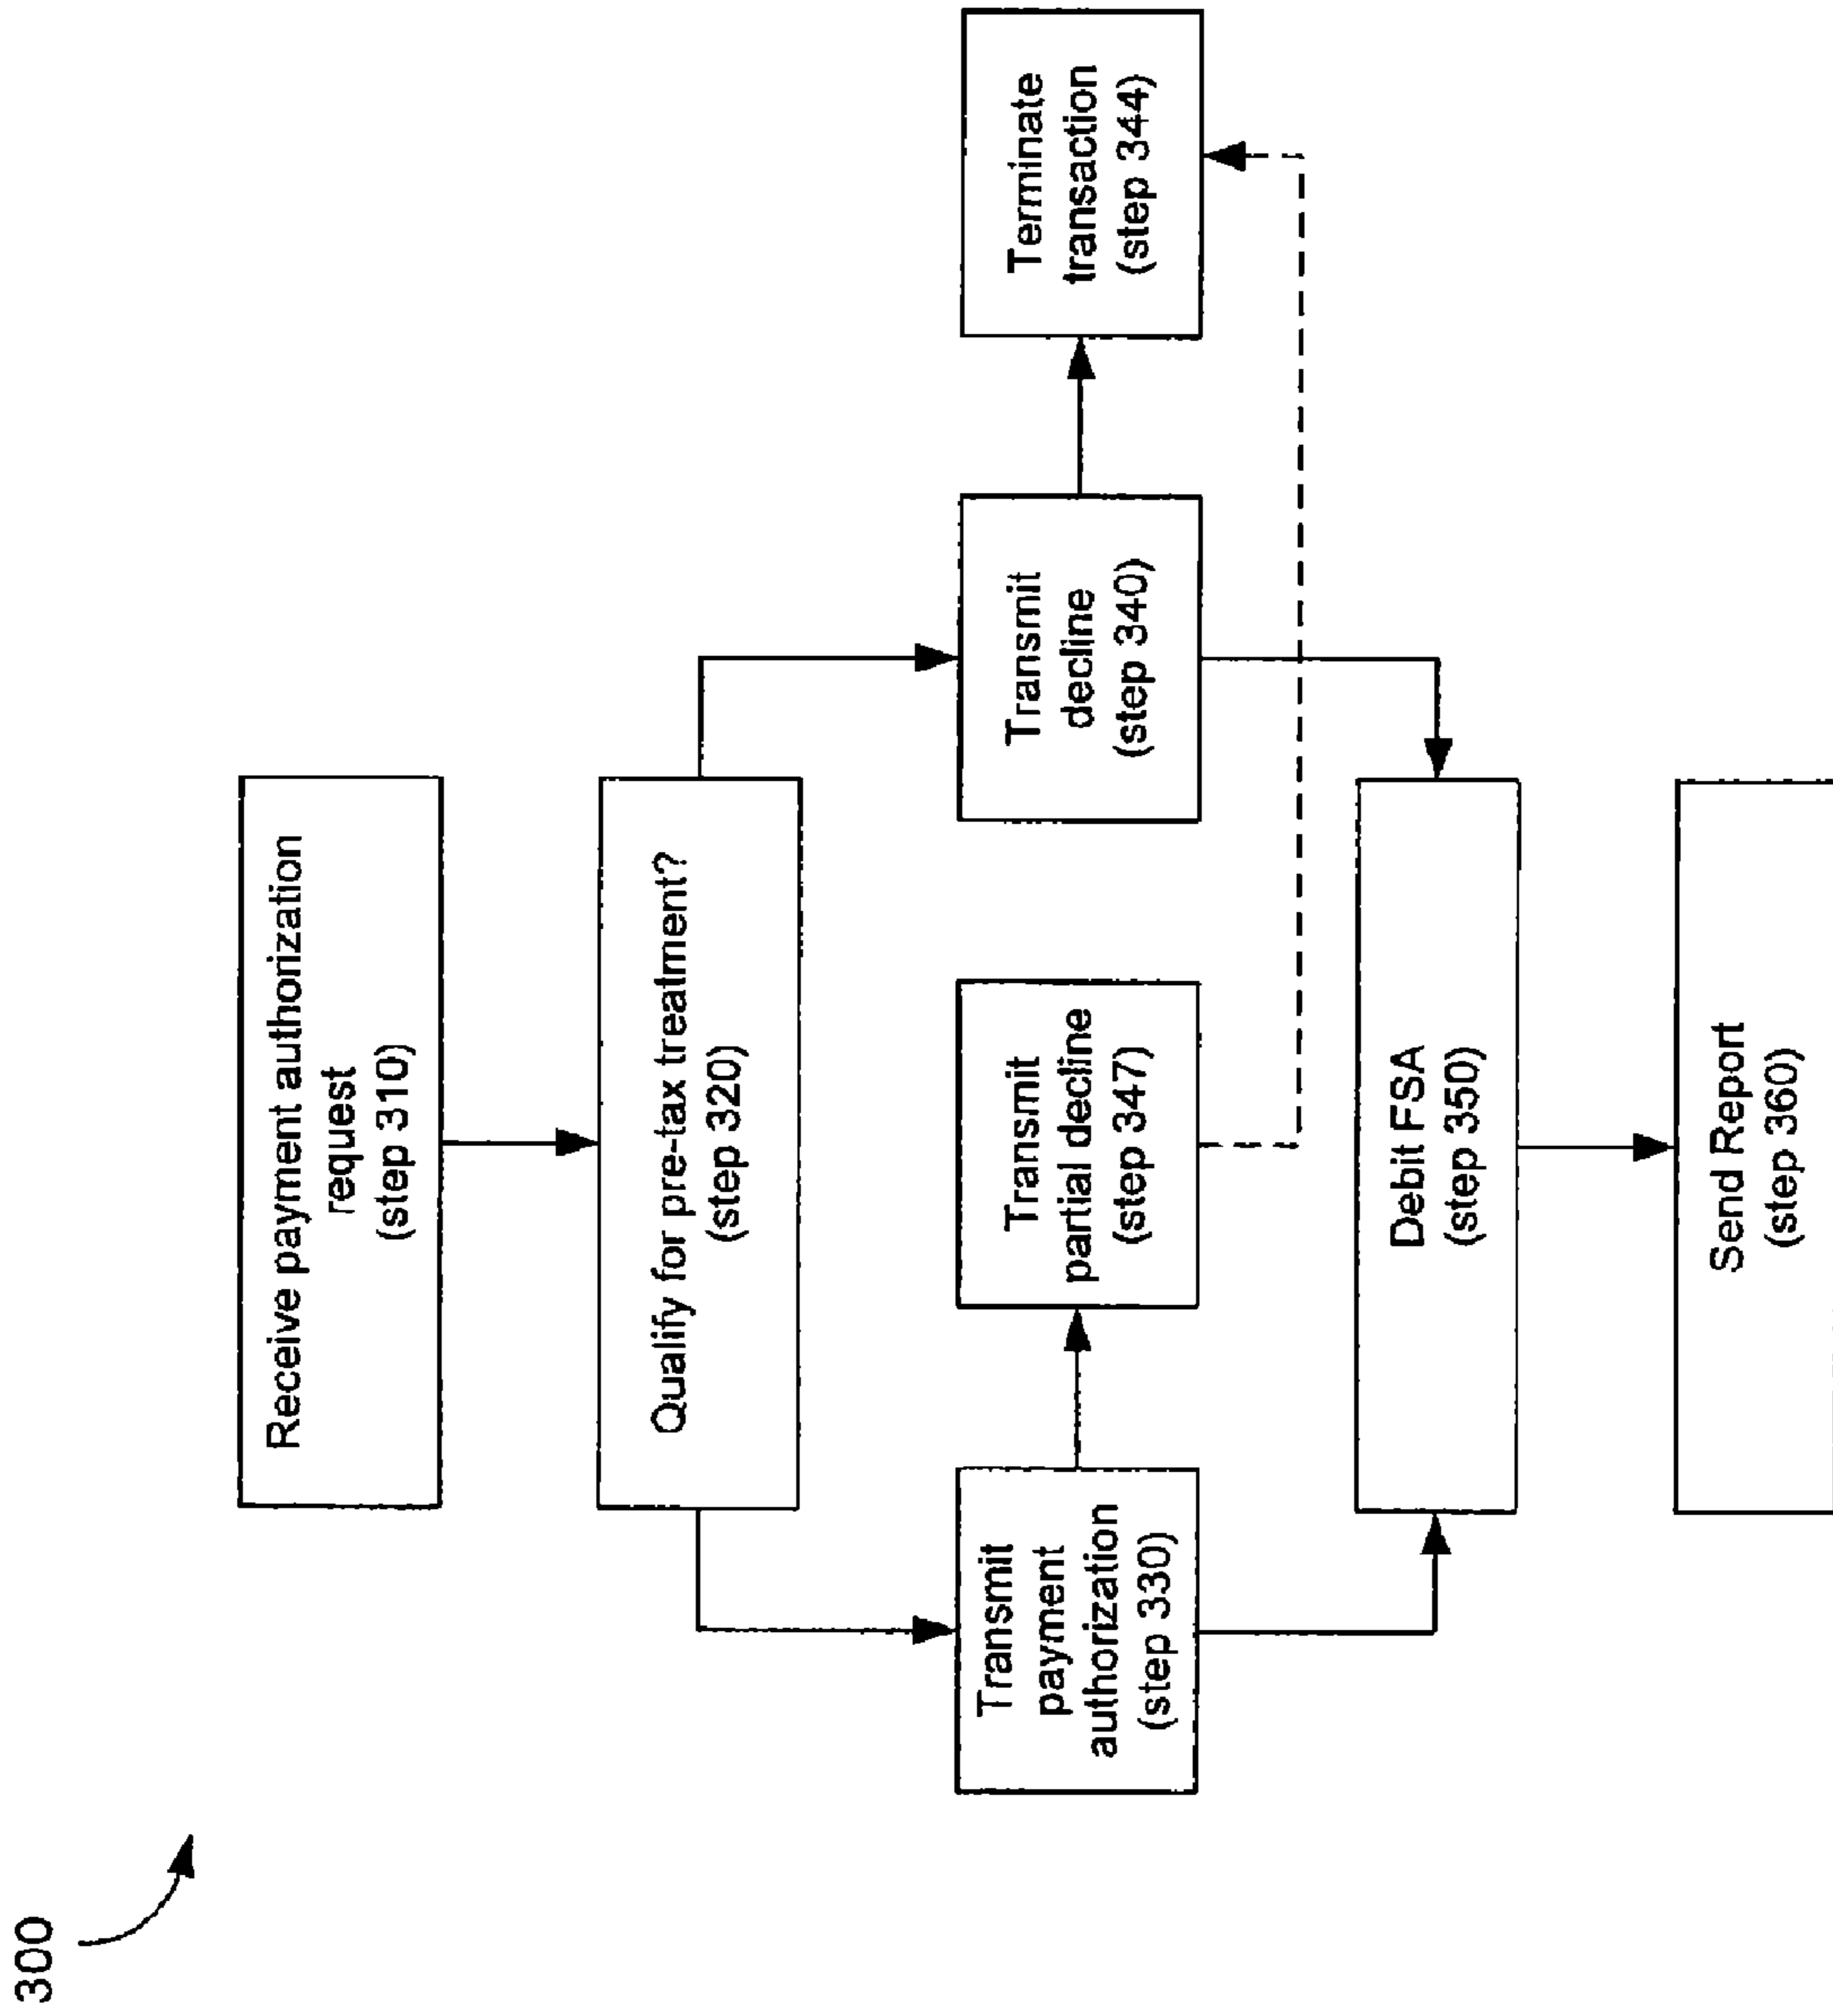 300
Receive payment authorization
request
(step 310)
Qualify for pre-tax treatment?
(step 320)
Transmit
payment
authorization
(step 330)
Transmit
partial decline
(step 347)
Transmit
decline
(step 340)
Terminate
transaction
(step 344)
Debit FSA
(step 350)
Send Report
(step 360)